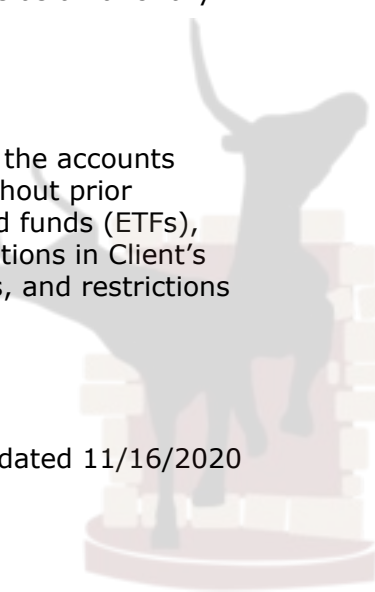 the accounts
hout prior
d funds (ETFs),
tions in Client's
s, and restrictions
dated 11/16/2020